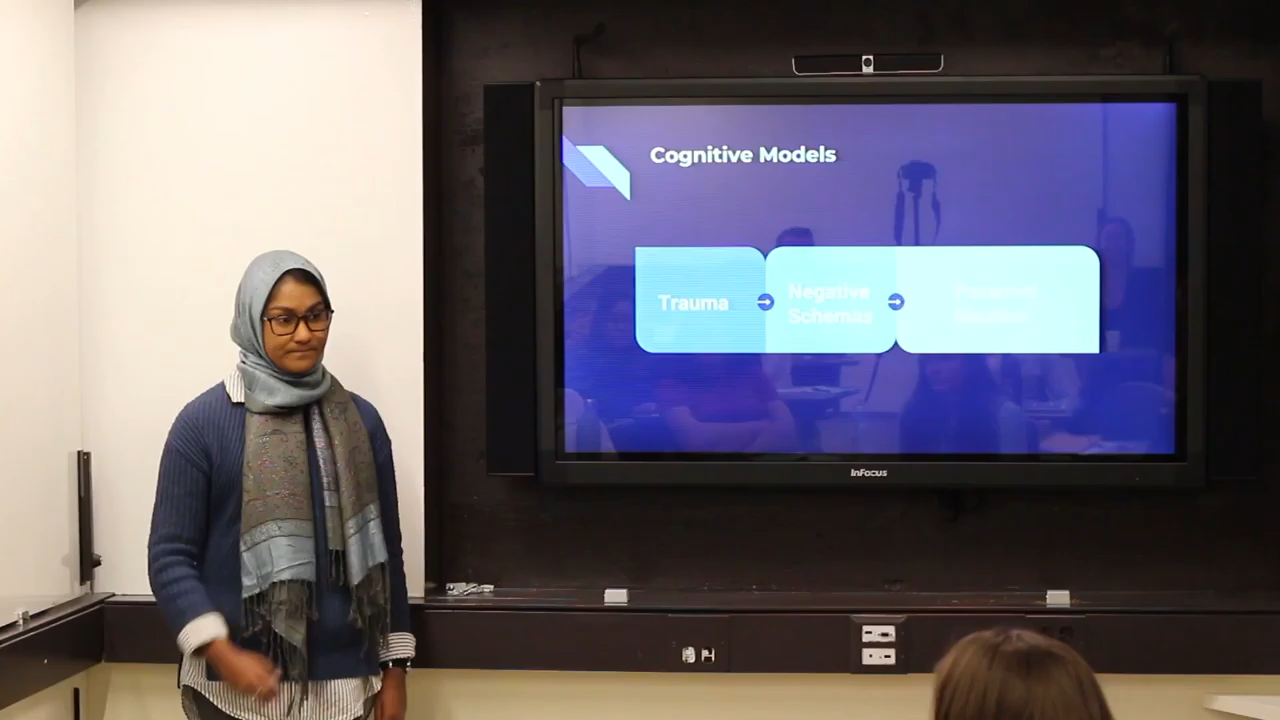 Cognitive Models
Trauma
Negative
Schemas
InFocus